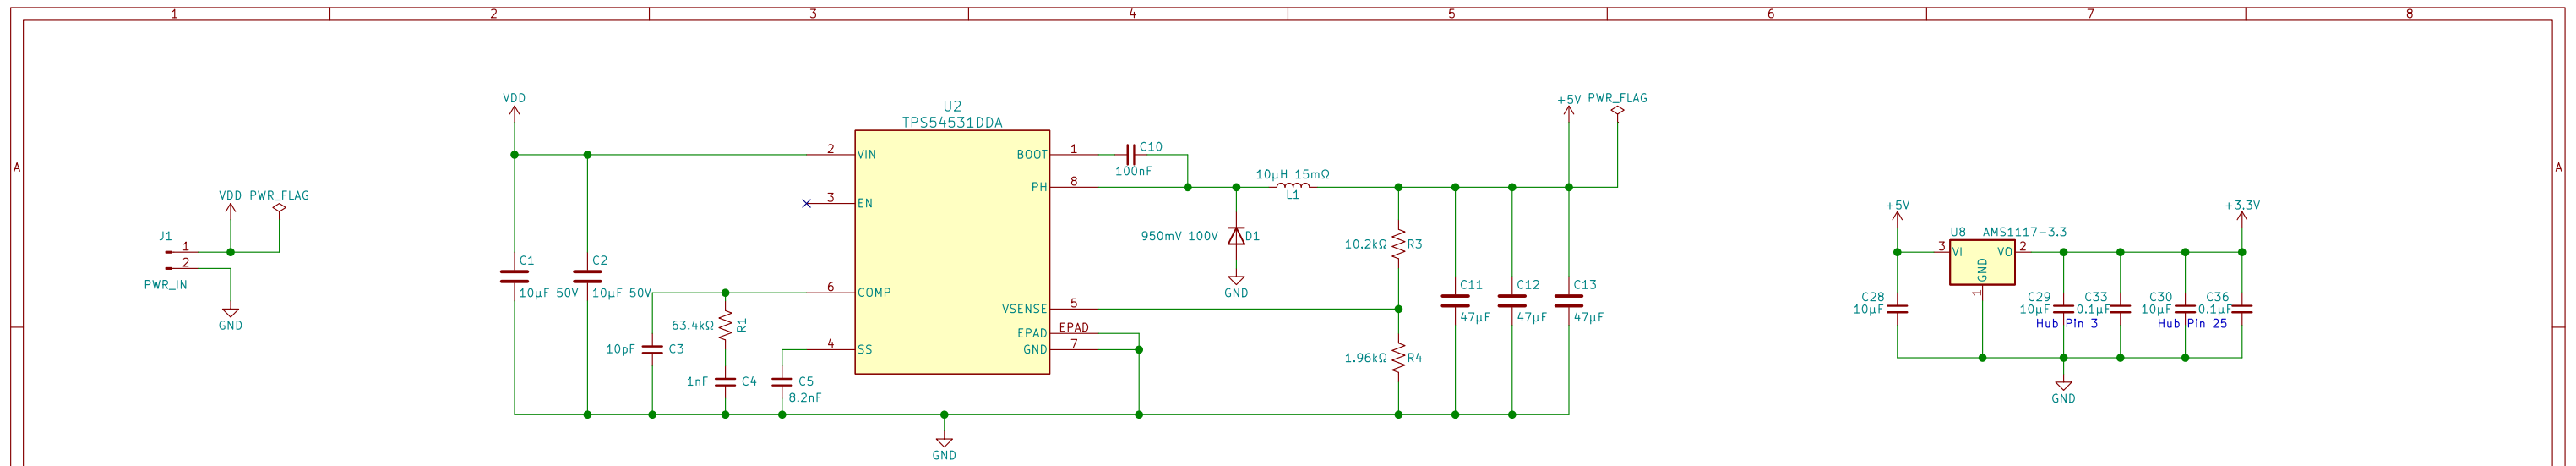 1 2 3 4 5 6 7 8
A A
VDD PWR_FLAG
J1
1
2
PWR_IN
GND
VDD
C1
10µF 50V
C2
10µF 50V
U2
TPS54531DDA
2 VIN
3 EN
6 COMP
4 SS
BOOT 1
PH 8
VSENSE 5
EPAD EPAD
GND 7
63.4kΩ R1
10pF C3
1nF C4
C5
8.2nF
GND
C10
100nF
10µH 15mΩ
L1
950mV 100V D1
GND
10.2kΩ R3
1.96kΩ R4
+5V PWR_FLAG
C11
47µF
C12
47µF
C13
47µF
+5V
U8 AMS1117-3.3
3 VI VO 2
GND
1
+3.3V
C28
10µF
C29
10µF
C33
0.1µF
Hub Pin 3
C30
10µF
C36
0.1µF
Hub Pin 25
GND